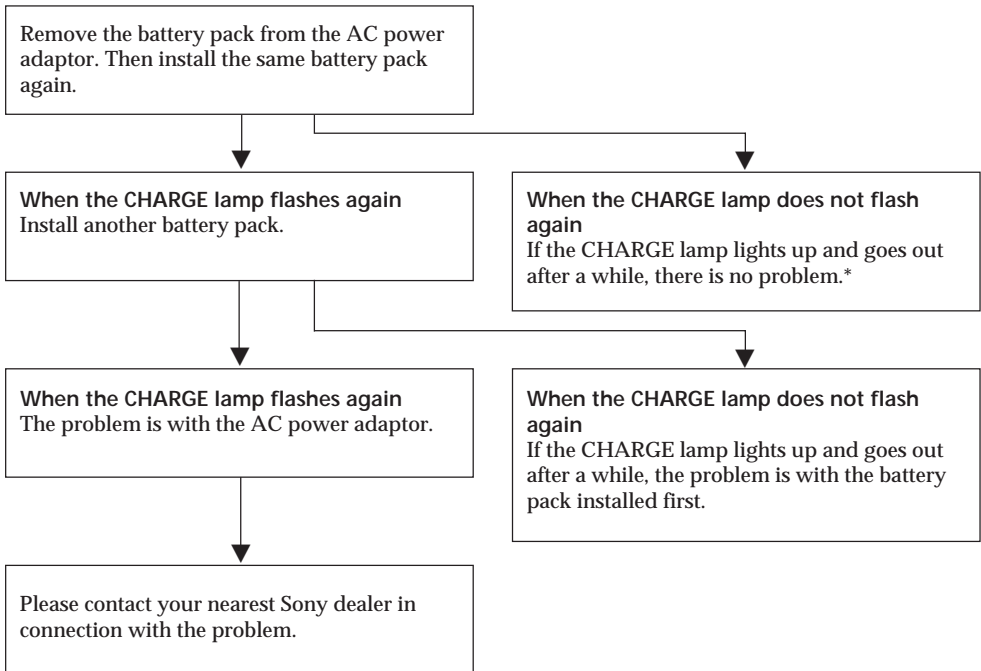 Remove the battery pack from the AC power
adaptor. Then install the same battery pack
again.
When the CHARGE lamp flashes again
Install another battery pack.
When the CHARGE lamp does not flash
again
If the CHARGE lamp lights up and goes out
after a while, there is no problem.*
When the CHARGE lamp flashes again
The problem is with the AC power adaptor.
When the CHARGE lamp does not flash
again
If the CHARGE lamp lights up and goes out
after a while, the problem is with the battery
pack installed first.
Please contact your nearest Sony dealer in
connection with the problem.